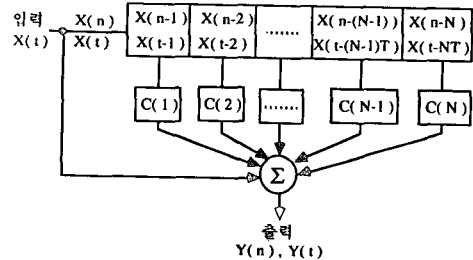 입력
X(t)
X(n)
X(t)
X(n-1) X(n-2) ....... X(n-(N-1)) X(n-N)
X(t-1) X(t-2) X(t-(N-1)T) X(t-NT)
C(1) C(2) ....... C(N-1) C(N)
Σ
출력
Y(n), Y(t)